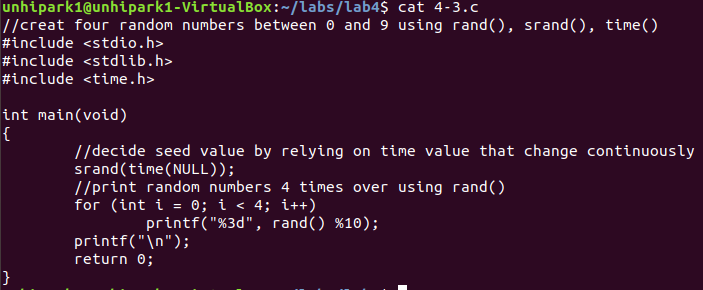 unhipark1@unhipark1-VirtualBox:~/labs/lab4$ cat 4-3.c
//creat four random numbers between 0 and 9 using rand(), srand(), time()
#include <stdio.h>
#include <stdlib.h>
#include <time.h>

int main(void)
{
        //decide seed value by relying on time value that change continuously
        srand(time(NULL));
        //print random numbers 4 times over using rand()
        for (int i = 0; i < 4; i++)
                printf("%3d", rand() %10);
        printf("\n");
        return 0;
}